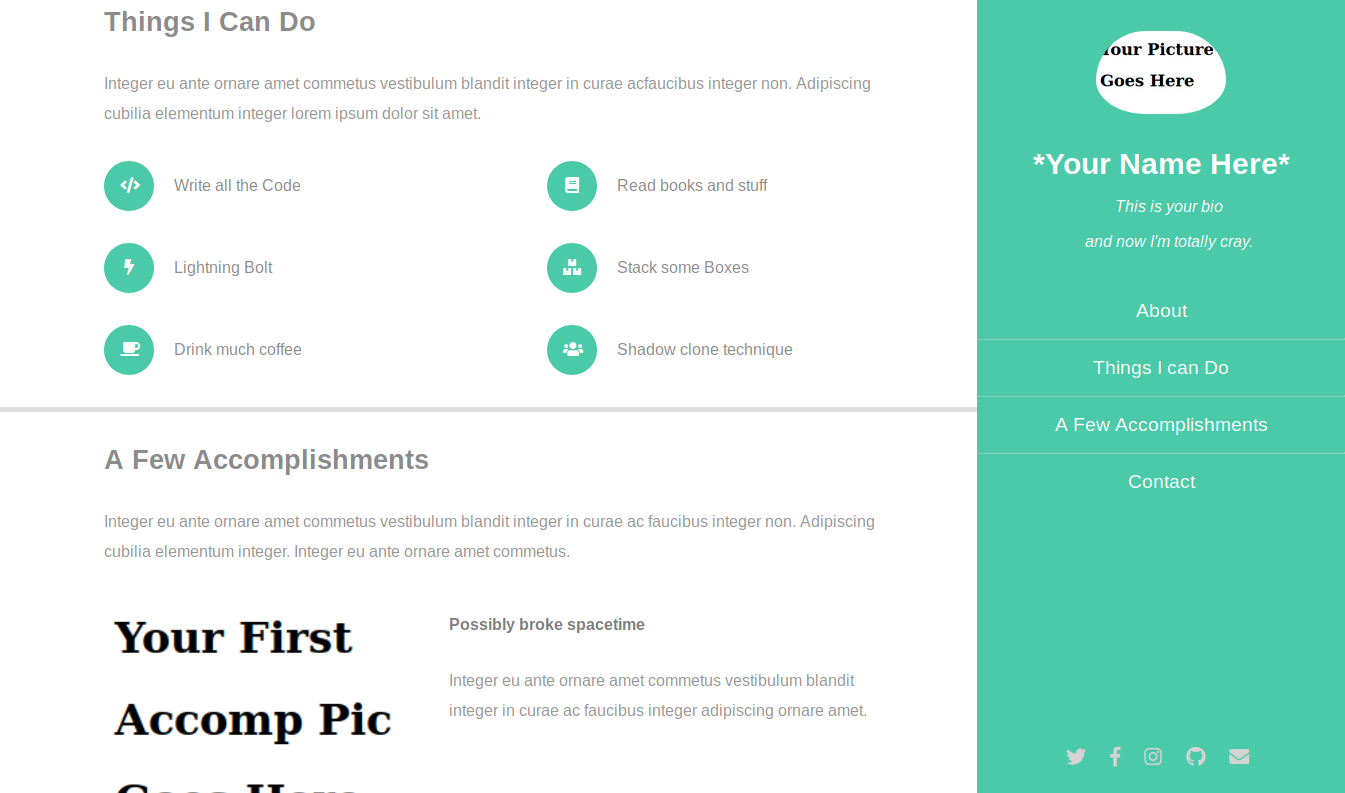 Things I Can Do
Integer eu ante ornare amet commetus vestibulum blandit integer in curae acfaucibus integer non. Adipiscing
cubilia elementum integer lorem ipsum dolor sit amet.
Write all the Code
Read books and stuff
Lightning Bolt
Stack some Boxes
Drink much coffee
Shadow clone technique
A Few Accomplishments
Integer eu ante ornare amet commetus vestibulum blandit integer in curae ac faucibus integer non. Adipiscing
cubilia elementum integer. Integer eu ante ornare amet commetus.
Your First
Accomp Pic
Goes Here
Possibly broke spacetime
Integer eu ante ornare amet commetus vestibulum blandit
integer in curae ac faucibus integer adipiscing ornare amet.
Your Picture
Goes Here
*Your Name Here*
This is your bio
and now I'm totally cray.
About
Things I can Do
A Few Accomplishments
Contact